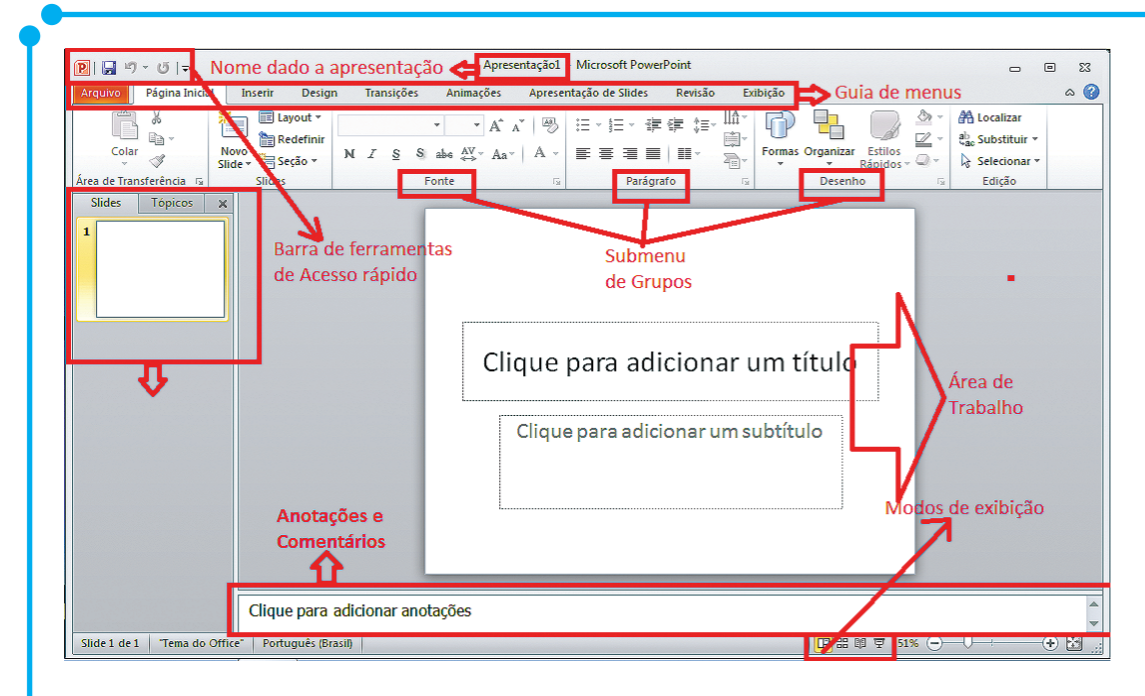 Nome dado a apresentação
Apresentação1 - Microsoft PowerPoint
Arquivo Página Inicial Inserir Design Transições Animações Apresentação de Slides Revisão Exibição
Guia de menus
Colar
Novo
Slide
Layout
Redefinir
Seção
N I S S abc AV Aa A
A A
Formas Organizar Estilos
Rápidos
Localizar
Substituir
Selecionar
Área de Transferência Slides Fonte Parágrafo Desenho Edição
Slides Tópicos
1
Barra de ferramentas
de Acesso rápido
Submenu
de Grupos
Clique para adicionar um título
Clique para adicionar um subtítulo
Área de
Trabalho
Modos de exibição
Anotações e
Comentários
Clique para adicionar anotações
Slide 1 de 1 "Tema do Office" Português (Brasil) 51%